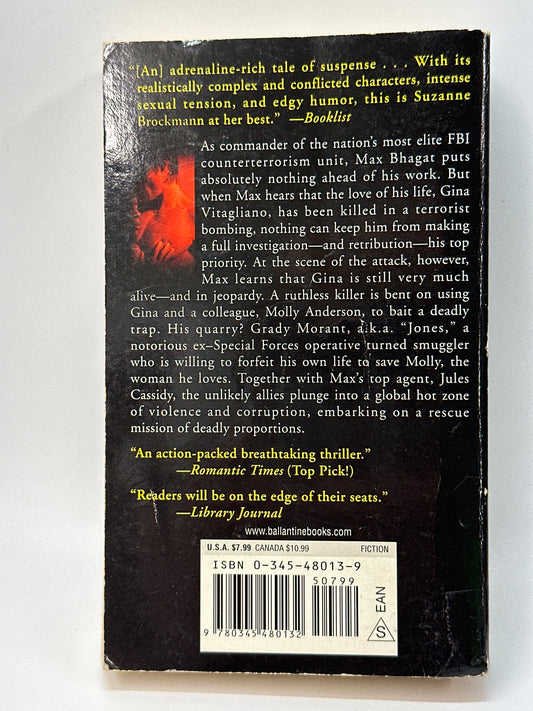 “[An] adrenaline-rich tale of suspense . . . With its
realistically complex and conflicted characters, intense
sexual tension, and edgy humor, this is Suzanne
Brockmann at her best.” —Booklist
As commander of the nation’s most elite FBI
counterterrorism unit, Max Bhagat puts
absolutely nothing ahead of his work. But
when Max hears that the love of his life, Gina
Vitagliano, has been killed in a terrorist
bombing, nothing can keep him from making
a full investigation—and retribution—his top
priority. At the scene of the attack, however,
Max learns that Gina is still very much
alive—and in jeopardy. A ruthless killer is bent on using
Gina and a colleague, Molly Anderson, to bait a deadly
trap. His quarry? Grady Morant, a.k.a. “Jones,” a
notorious ex–Special Forces operative turned smuggler
who is willing to forfeit his own life to save Molly, the
woman he loves. Together with Max’s top agent, Jules
Cassidy, the unlikely allies plunge into a global hot zone
of violence and corruption, embarking on a rescue
mission of deadly proportions.
“An action-packed breathtaking thriller.”
—Romantic Times (Top Pick!)
“Readers will be on the edge of their seats.”
—Library Journal
www.ballantinebooks.com
U.S.A. $7.99 CANADA $10.99 FICTION
ISBN 0-345-48013-9
50799
9 780345 480132
S EAN